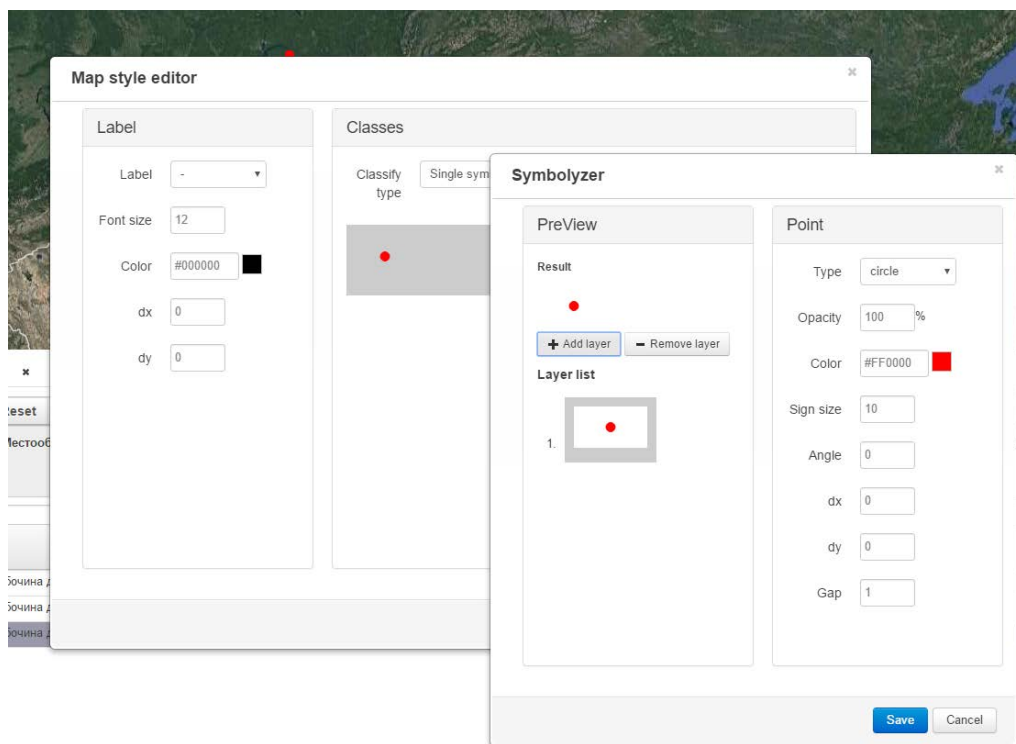 Map style editor
Label
Label
-
Font size
12
Color
#000000
dx
0
dy
0
Classes
Classify type
Single sym
Symbolyzer
PreView
Result
Add layer
Remove layer
Layer list
1.
Point
Type
circle
Opacity
100
%
Color
#FF0000
Sign size
10
Angle
0
dx
0
dy
0
Gap
1
Save
Cancel